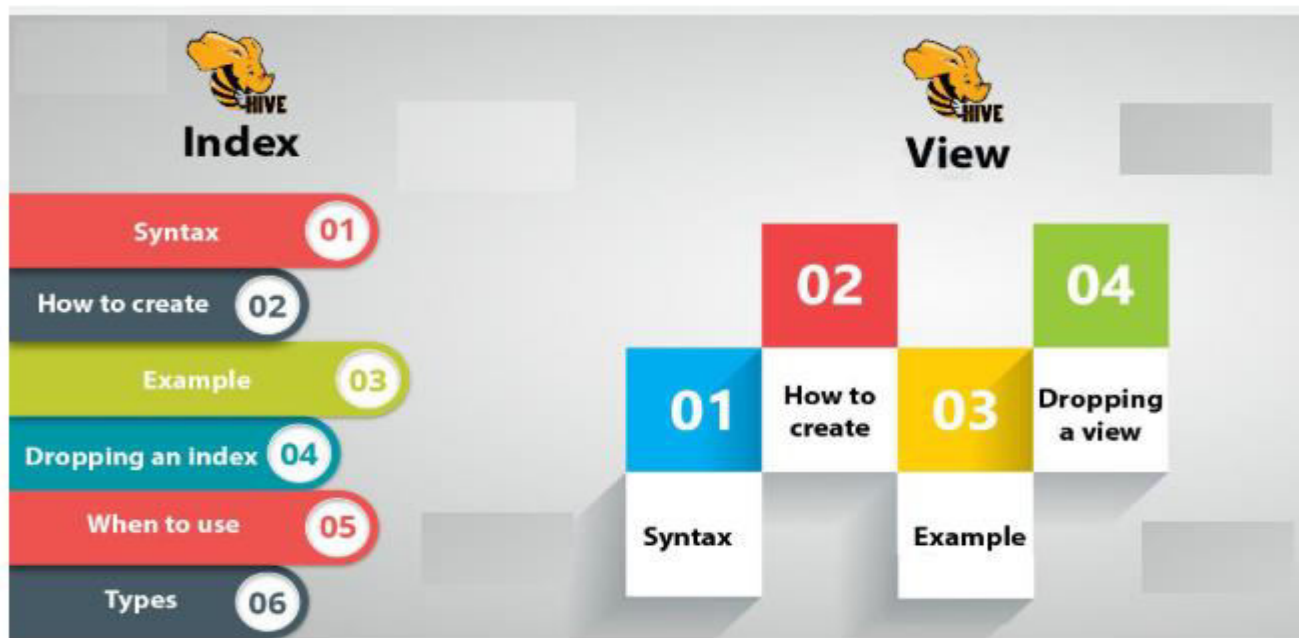 HIVE
Index
Syntax 01
How to create 02
Example 03
Dropping an index 04
When to use 05
Types 06
HIVE
View
01
Syntax
02
How to
create
03
Example
04
Dropping
a view